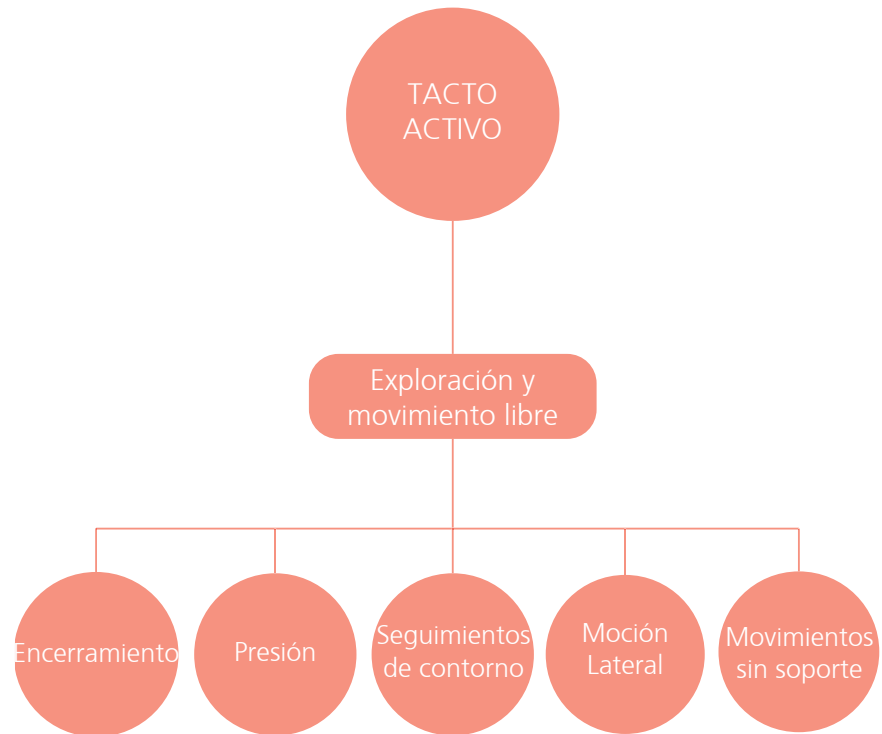 TACTO
ACTIVO
Exploración y
movimiento libre
Encerramiento
Presión
Seguimientos
de contorno
Moción
Lateral
Movimientos
sin soporte